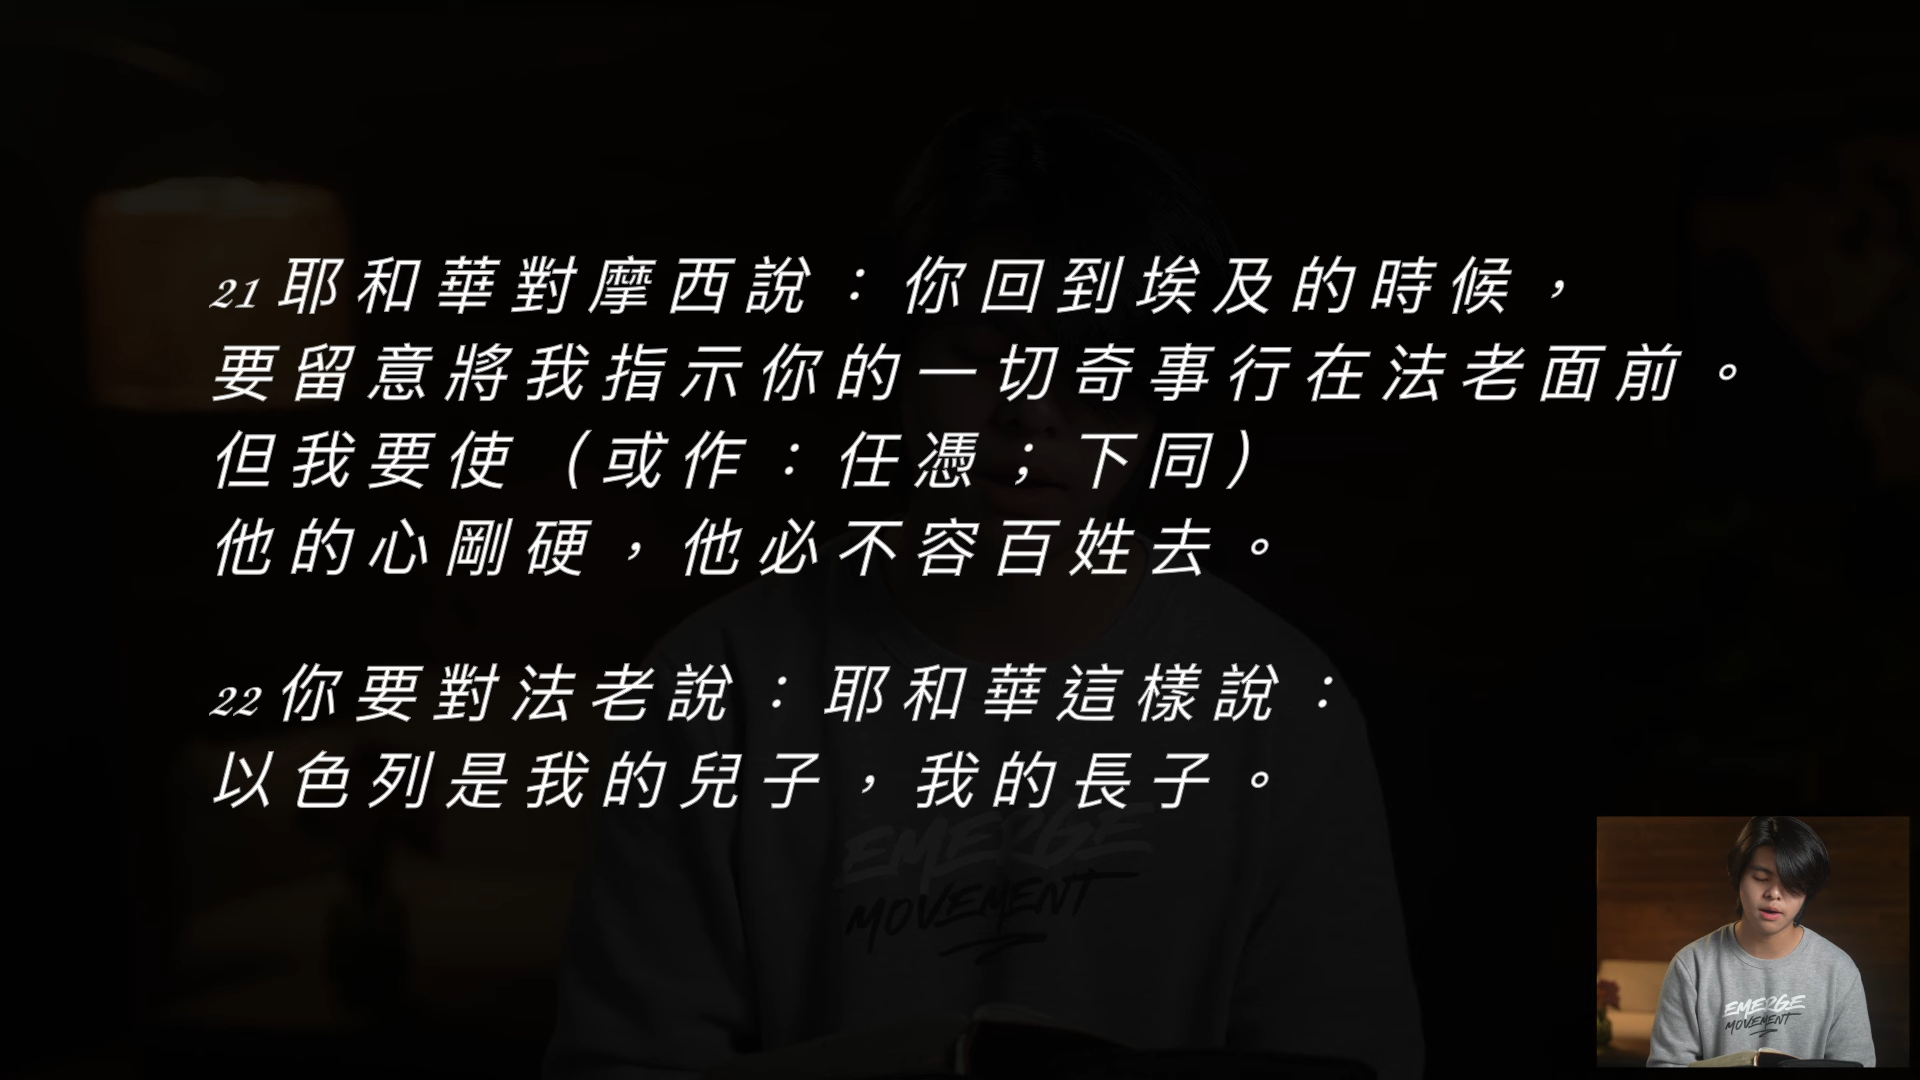 21 耶和華對摩西說：你回到埃及的時候，
要留意將我指示你的一切奇事行在法老面前。
但我要使（或作：任憑；下同）
他的心剛硬，他必不容百姓去。
22 你要對法老說：耶和華這樣說：
以色列是我的兒子，我的長子。
EMERGE
MOVEMENT
EMERGE
MOVEMENT